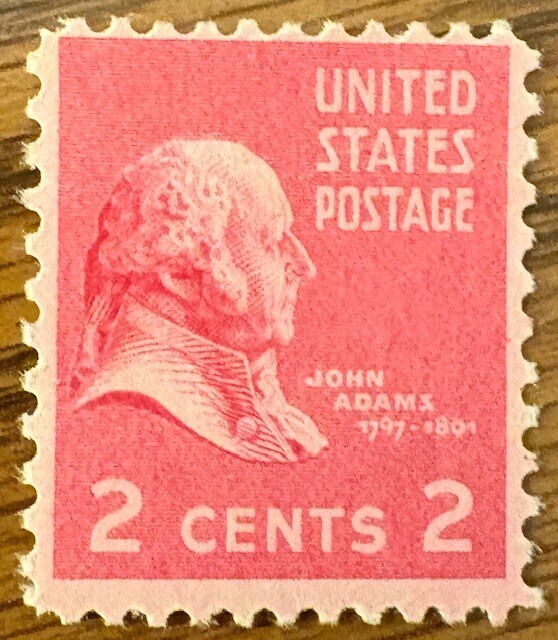 UNITED
STATES
POSTAGE
JOHN
ADAMS
1797-1801
2 CENTS 2